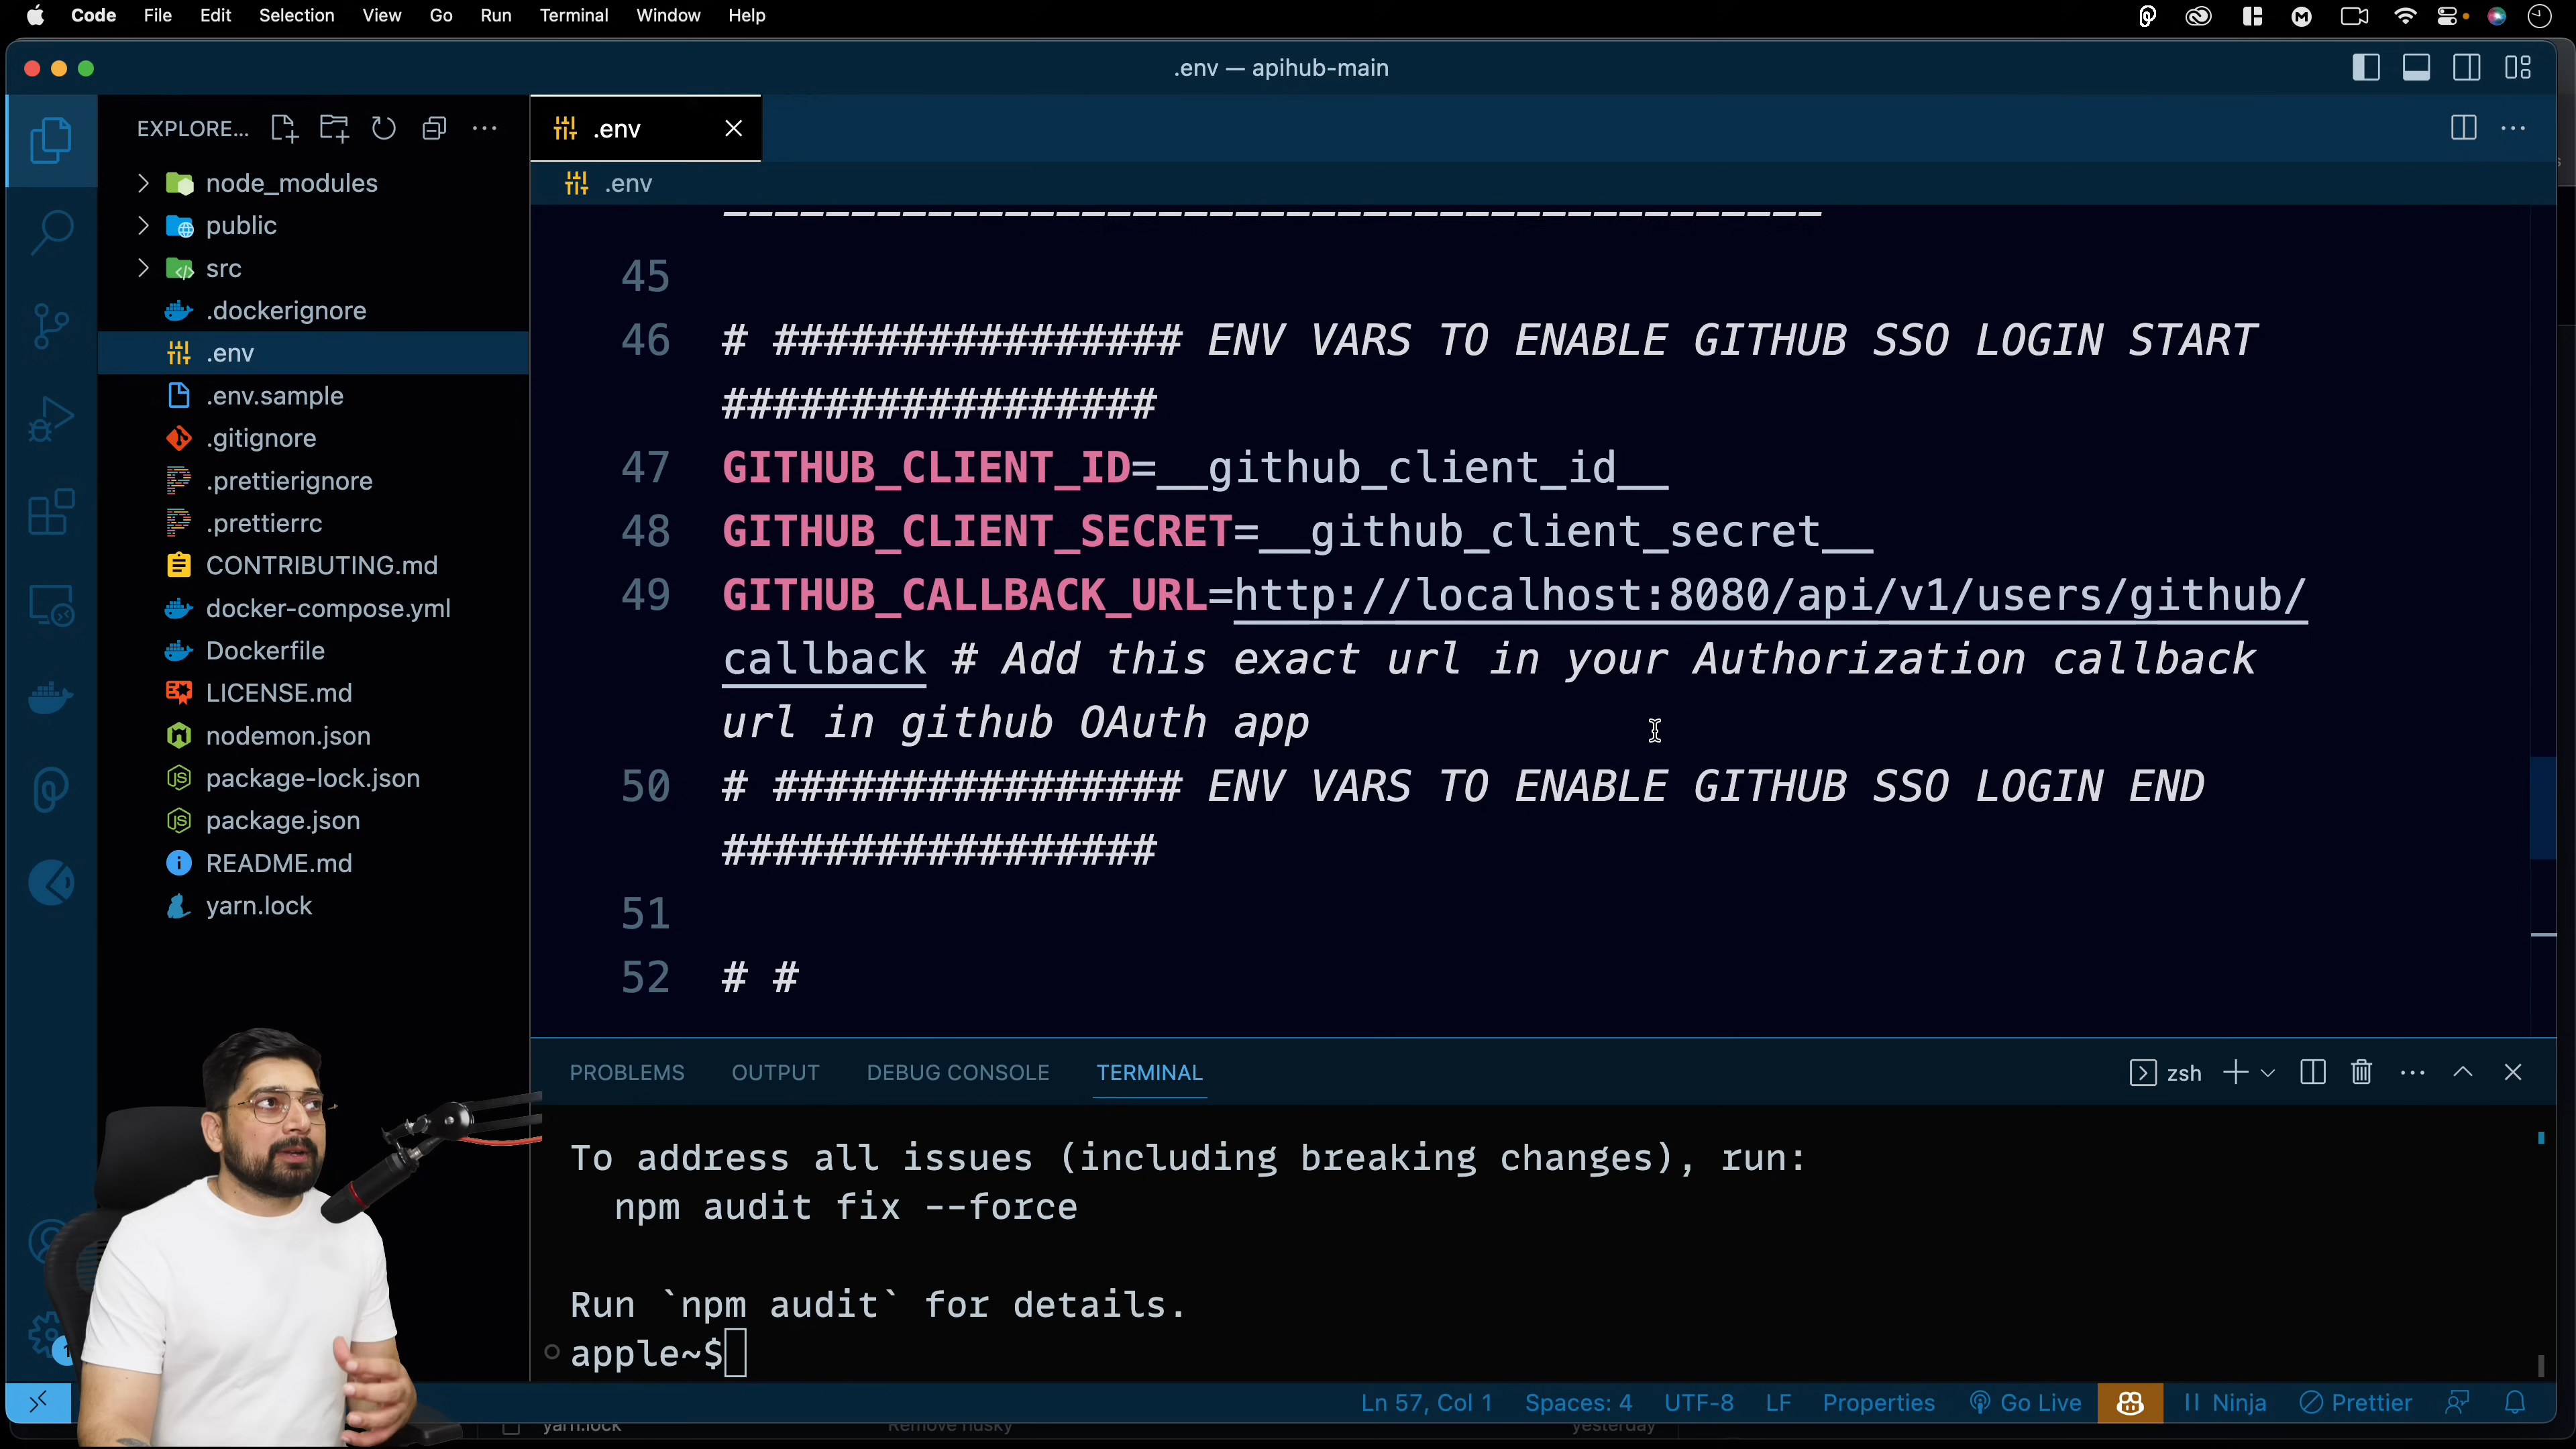 Code File Edit Selection View Go Run Terminal Window Help
.env — apihub-main
EXPLORE...
node_modules
public
src
.dockerignore
.env
.env.sample
.gitignore
.prettierignore
.prettierrc
CONTRIBUTING.md
docker-compose.yml
Dockerfile
LICENSE.md
nodemon.json
package-lock.json
package.json
README.md
yarn.lock
.env
.env
45
46 # ################ ENV VARS TO ENABLE GITHUB SSO LOGIN START
#################
47 GITHUB_CLIENT_ID=__github_client_id__
48 GITHUB_CLIENT_SECRET=__github_client_secret__
49 GITHUB_CALLBACK_URL=http://localhost:8080/api/v1/users/github/
callback # Add this exact url in your Authorization callback
url in github OAuth app
50 # ################ ENV VARS TO ENABLE GITHUB SSO LOGIN END
#################
51
52 # #
PROBLEMS OUTPUT DEBUG CONSOLE TERMINAL
zsh
To address all issues (including breaking changes), run:
npm audit fix --force
Run `npm audit` for details.
apple~$
Ln 57, Col 1 Spaces: 4 UTF-8 LF Properties Go Live Ninja Prettier
yarn.lock Remove husky yesterday